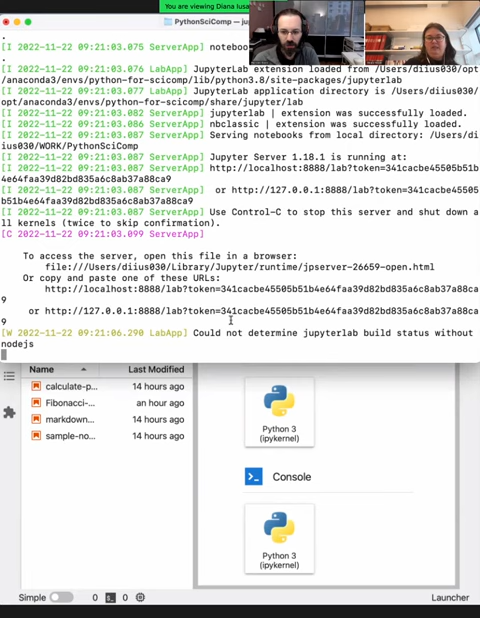 You are viewing Diana Iusa
PythonSciComp — ju
.
[I 2022-11-22 09:21:03.075 ServerApp] noteboo
.
[I 2022-11-22 09:21:03.076 LabApp] JupyterLab extension loaded from /Users/diius030/opt
/anaconda3/envs/python-for-scicomp/lib/python3.8/site-packages/jupyterlab
[I 2022-11-22 09:21:03.077 LabApp] JupyterLab application directory is /Users/diius030/
opt/anaconda3/envs/python-for-scicomp/share/jupyter/lab
[I 2022-11-22 09:21:03.082 ServerApp] jupyterlab | extension was successfully loaded.
[I 2022-11-22 09:21:03.087 ServerApp] nbclassic | extension was successfully loaded.
[I 2022-11-22 09:21:03.087 ServerApp] Serving notebooks from local directory: /Users/di
ius030/WORK/PythonSciComp
[I 2022-11-22 09:21:03.087 ServerApp] Jupyter Server 1.18.1 is running at:
[I 2022-11-22 09:21:03.087 ServerApp] http://localhost:8888/lab?token=341cacbe45505b51b
4e64faa39d82bd835a6c8ab37a88ca9
[I 2022-11-22 09:21:03.087 ServerApp] or http://127.0.0.1:8888/lab?token=341cacbe45505
b51b4e64faa39d82bd835a6c8ab37a88ca9
[I 2022-11-22 09:21:03.087 ServerApp] Use Control-C to stop this server and shut down a
ll kernels (twice to skip confirmation).
[C 2022-11-22 09:21:03.099 ServerApp]
To access the server, open this file in a browser:
file:///Users/diius030/Library/Jupyter/runtime/jpserver-26659-open.html
Or copy and paste one of these URLs:
http://localhost:8888/lab?token=341cacbe45505b51b4e64faa39d82bd835a6c8ab37a88ca
9
or http://127.0.0.1:8888/lab?token=341cacbe45505b51b4e64faa39d82bd835a6c8ab37a88ca
9
[W 2022-11-22 09:21:06.290 LabApp] Could not determine jupyterlab build status without
nodejs
Name Last Modified
calculate-p... 14 hours ago
Fibonacci-... an hour ago
markdown... 14 hours ago
sample-no... 14 hours ago
Python 3
(ipykernel)
Console
Python 3
(ipykernel)
Simple 0 0 Launcher